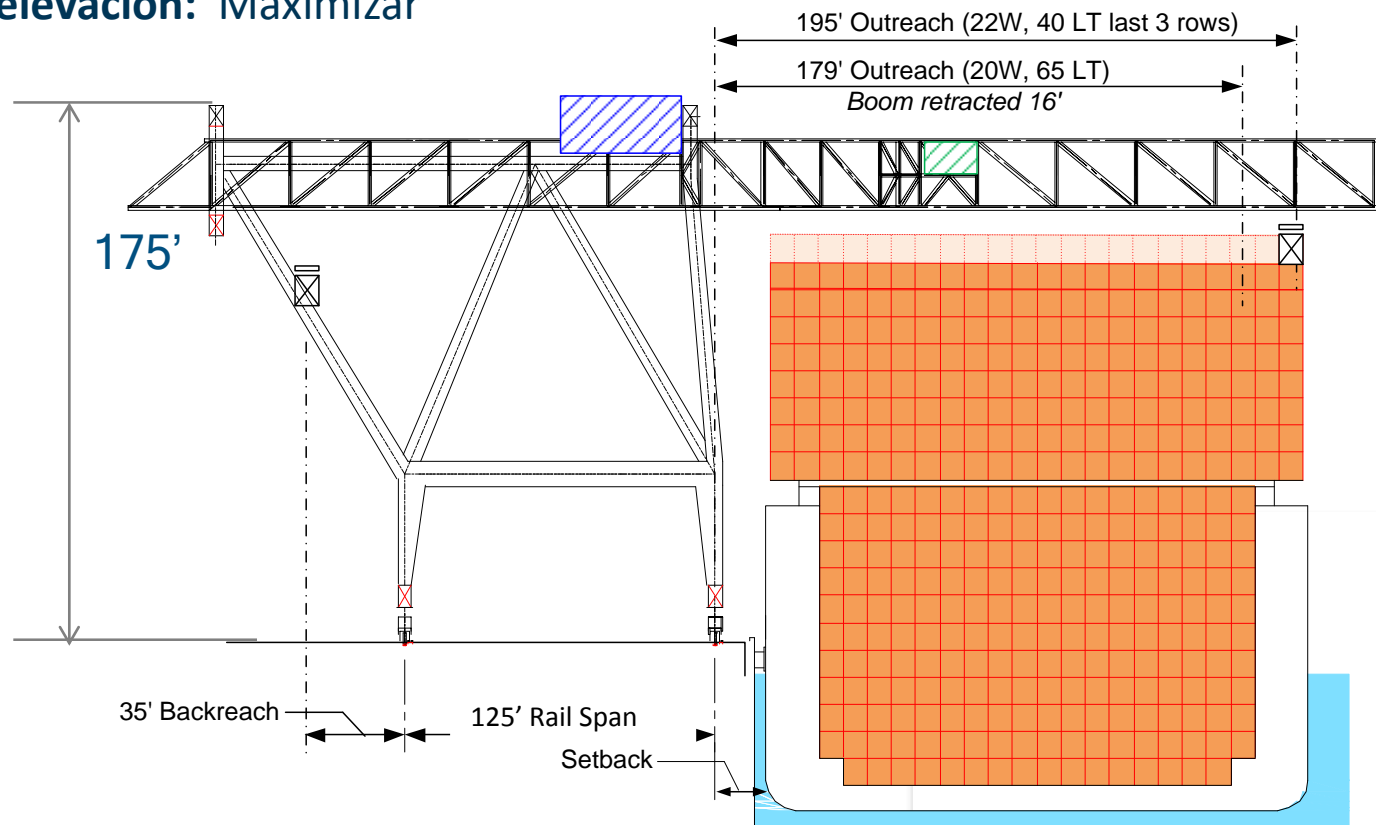 elevación: Maximizar
195' Outreach (22W, 40 LT last 3 rows)
179' Outreach (20W, 65 LT)
Boom retracted 16'
175’
35' Backreach
125’ Rail Span
Setback